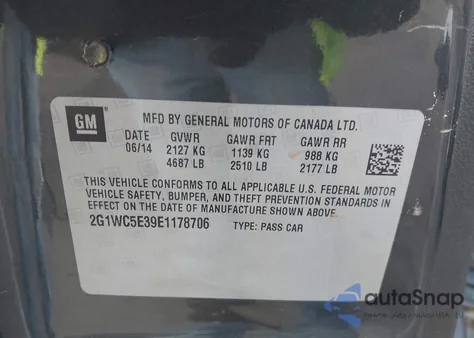 GM
MFD BY GENERAL MOTORS OF CANADA LTD.
DATE GVWR GAWR FRT GAWR RR
06/14 2127 KG 1139 KG 988 KG
4687 LB 2510 LB 2177 LB
THIS VEHICLE CONFORMS TO ALL APPLICABLE U.S. FEDERAL MOTOR
VEHICLE SAFETY, BUMPER, AND THEFT PREVENTION STANDARDS
IN EFFECT ON THE DATE OF MANUFACTURE SHOWN ABOVE.
2G1WC5E39E1178706 TYPE: PASS CAR
autoSnap